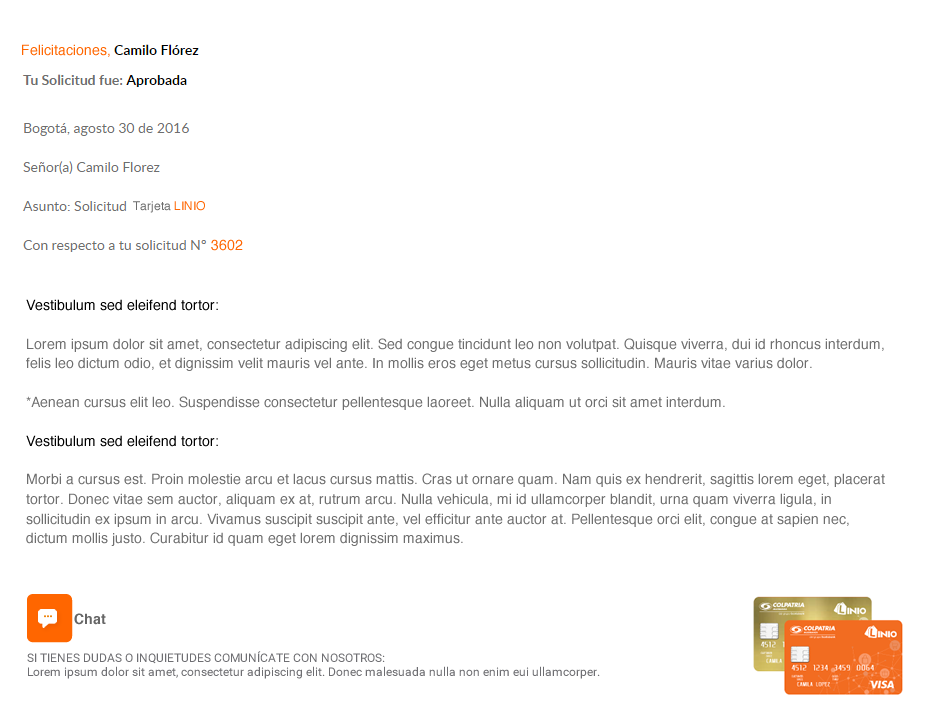 Felicitaciones, Camilo Flórez
Tu Solicitud fue: Aprobada
Bogotá, agosto 30 de 2016
Señor(a) Camilo Florez
Asunto: Solicitud Tarjeta LINIO
Con respecto a tu solicitud N° 3602
Vestibulum sed eleifend tortor:
Lorem ipsum dolor sit amet, consectetur adipiscing elit. Sed congue tincidunt leo non volutpat. Quisque viverra, dui id rhoncus interdum,
felis leo dictum odio, et dignissim velit mauris vel ante. In mollis eros eget metus cursus sollicitudin. Mauris vitae varius dolor.
*Aenean cursus elit leo. Suspendisse consectetur pellentesque laoreet. Nulla aliquam ut orci sit amet interdum.
Vestibulum sed eleifend tortor:
Morbi a cursus est. Proin molestie arcu et lacus cursus mattis. Cras ut ornare quam. Nam quis ex hendrerit, sagittis lorem eget, placerat
tortor. Donec vitae sem auctor, aliquam ex at, rutrum arcu. Nulla vehicula, mi id ullamcorper blandit, urna quam viverra ligula, in
sollicitudin ex ipsum in arcu. Vivamus suscipit suscipit ante, vel efficitur ante auctor at. Pellentesque orci elit, congue at sapien nec,
dictum mollis justo. Curabitur id quam eget lorem dignissim maximus.
Chat
SI TIENES DUDAS O INQUIETUDES COMUNÍCATE CON NOSOTROS:
Lorem ipsum dolor sit amet, consectetur adipiscing elit. Donec malesuada nulla non enim eui ullamcorper.
COLPATRIA LINIO
4512
CAMILA
COLPATRIA LINIO
4512 1234 3459 0064
CAMILA LOPEZ
VISA